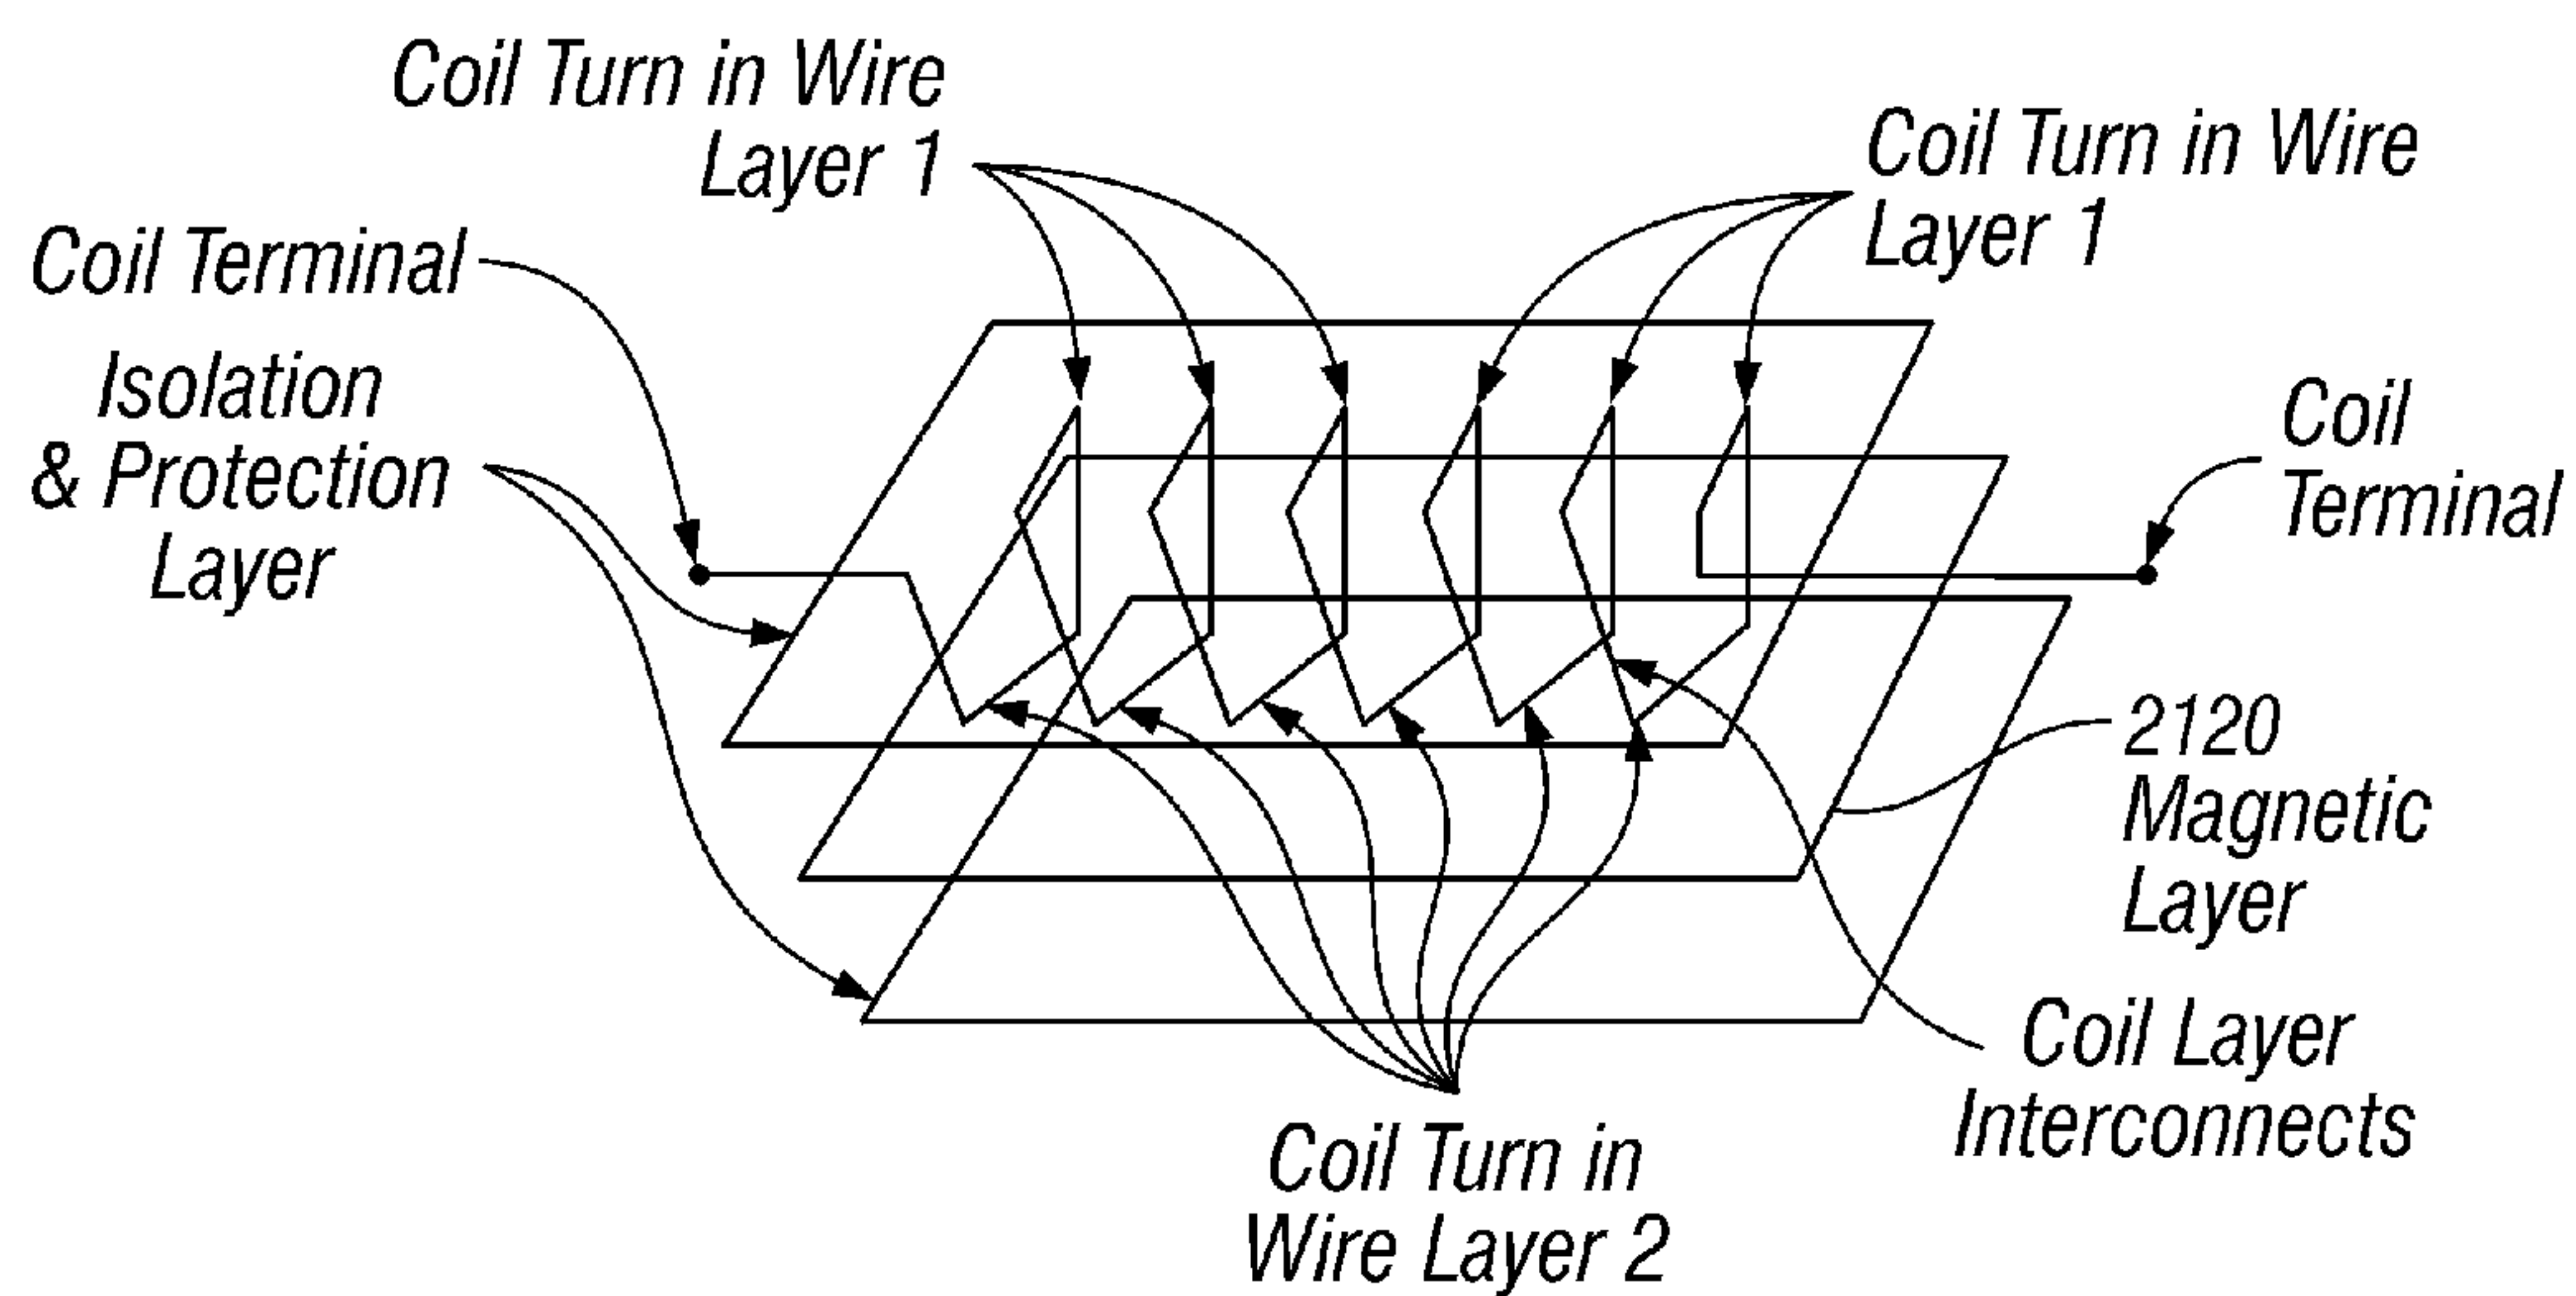 Coil Turn in Wire
Layer 1
Coil Turn in Wire
Layer 1
Coil Terminal
Isolation
& Protection
Layer
Coil
Terminal
2120
Magnetic
Layer
Coil Layer
Interconnects
Coil Turn in
Wire Layer 2